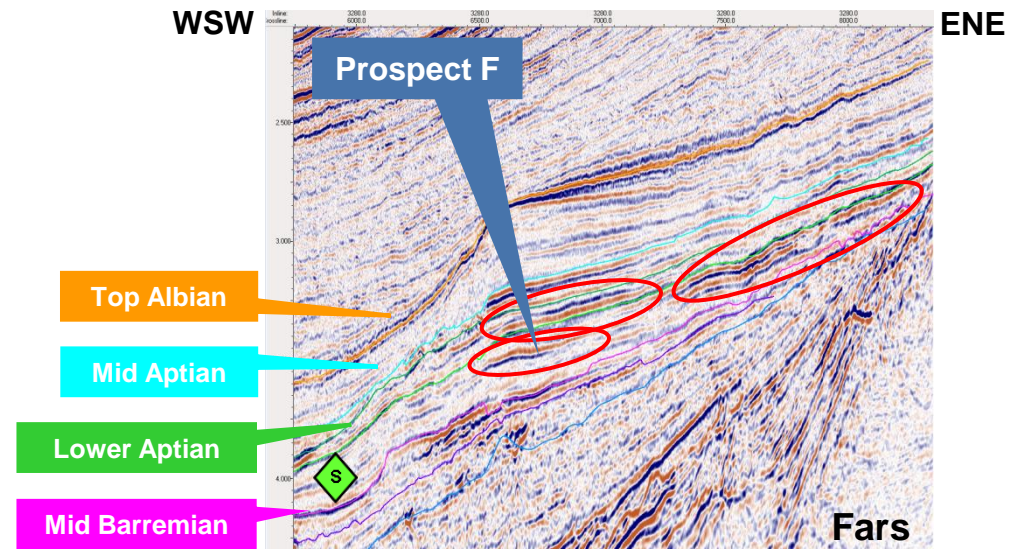 WSW
ENE
Inline: 3280.0 3280.0 3280.0 3280.0 3280.0
6000.0 6500.0 7000.0 7500.0 8000.0
Prospect F
2.500
3.000
Top Albian
Mid Aptian
Lower Aptian
S
4.000
Mid Barremian
Fars